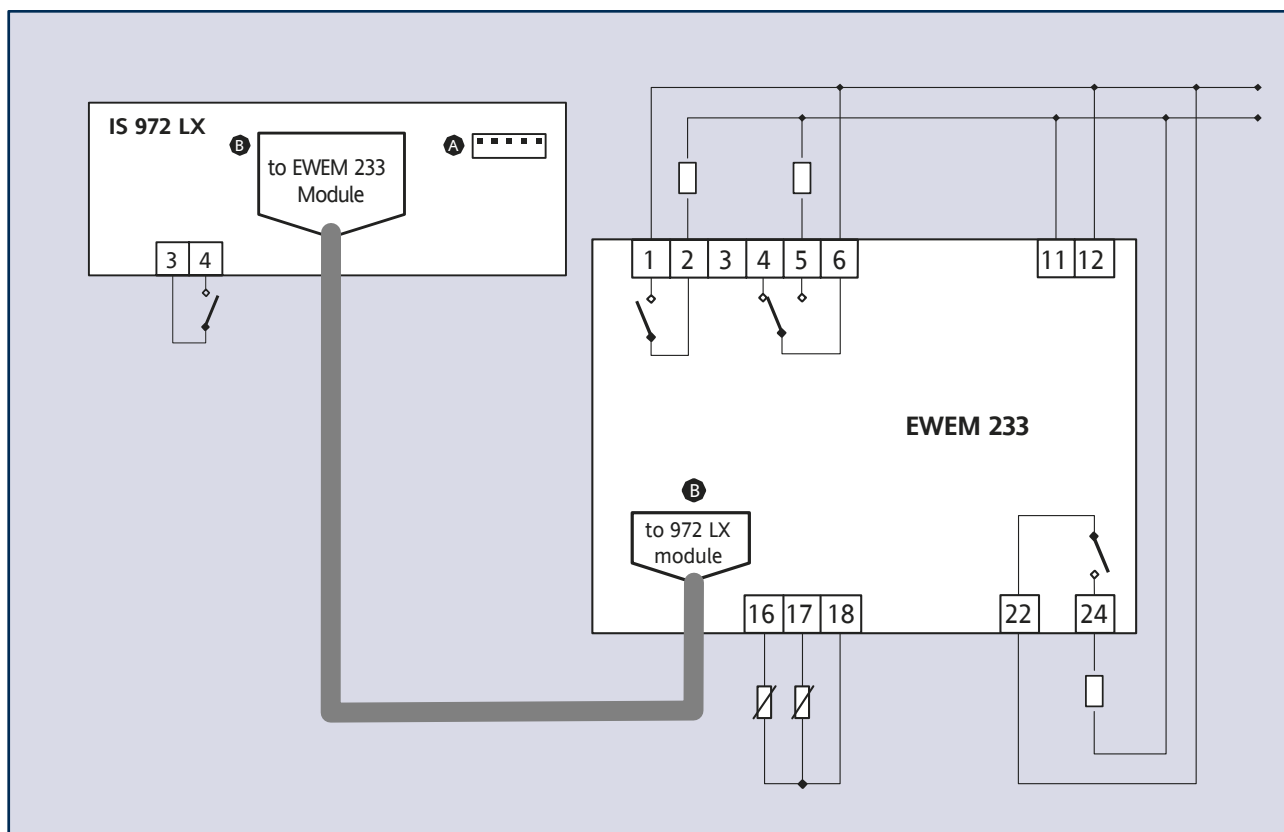 IS 972 LX
B
to EWEM 233
Module
A
3 4
1 2 3 4 5 6
11 12
EWEM 233
B
to 972 LX
module
16 17 18
22 24